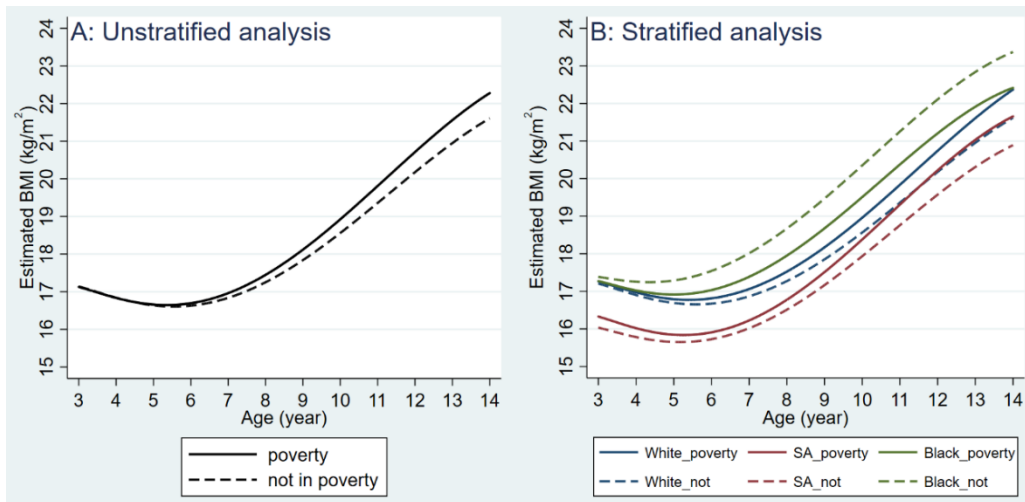 A: Unstratified analysis
Estimated BMI (kg/m²)
24
23
22
21
20
19
18
17
16
15
3 4 5 6 7 8 9 10 11 12 13 14
Age (year)
poverty
not in poverty
B: Stratified analysis
Estimated BMI (kg/m²)
24
23
22
21
20
19
18
17
16
15
3 4 5 6 7 8 9 10 11 12 13 14
Age (year)
White_poverty SA_poverty Black_poverty
White_not SA_not Black_not